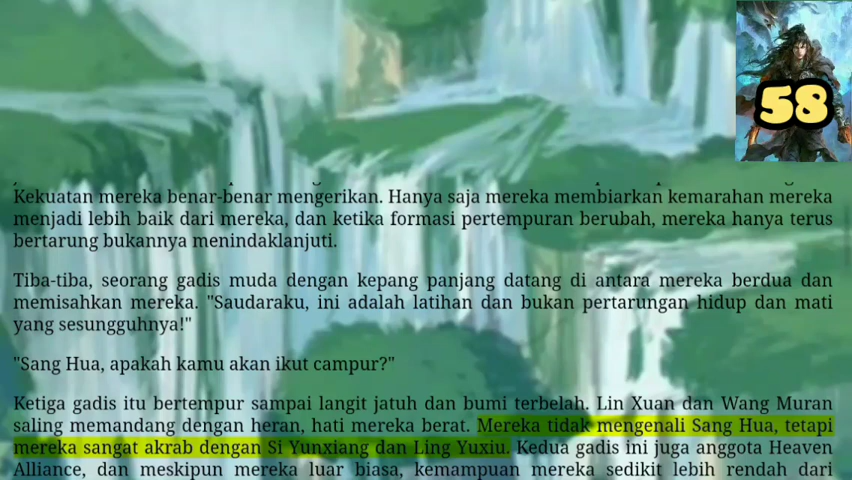 58
Kekuatan mereka benar-benar mengerikan. Hanya saja mereka membiarkan kemarahan mereka
menjadi lebih baik dari mereka, dan ketika formasi pertempuran berubah, mereka hanya terus
bertarung bukannya menindaklanjuti.
Tiba-tiba, seorang gadis muda dengan kepang panjang datang di antara mereka berdua dan
memisahkan mereka. "Saudaraku, ini adalah latihan dan bukan pertarungan hidup dan mati
yang sesungguhnya!"
"Sang Hua, apakah kamu akan ikut campur?"
Ketiga gadis itu bertempur sampai langit jatuh dan bumi terbelah. Lin Xuan dan Wang Muran
saling memandang dengan heran, hati mereka berat. Mereka tidak mengenali Sang Hua, tetapi
mereka sangat akrab dengan Si Yunxiang dan Ling Yuxiu. Kedua gadis ini juga anggota Heaven
Alliance, dan meskipun mereka luar biasa, kemampuan mereka sedikit lebih rendah dari